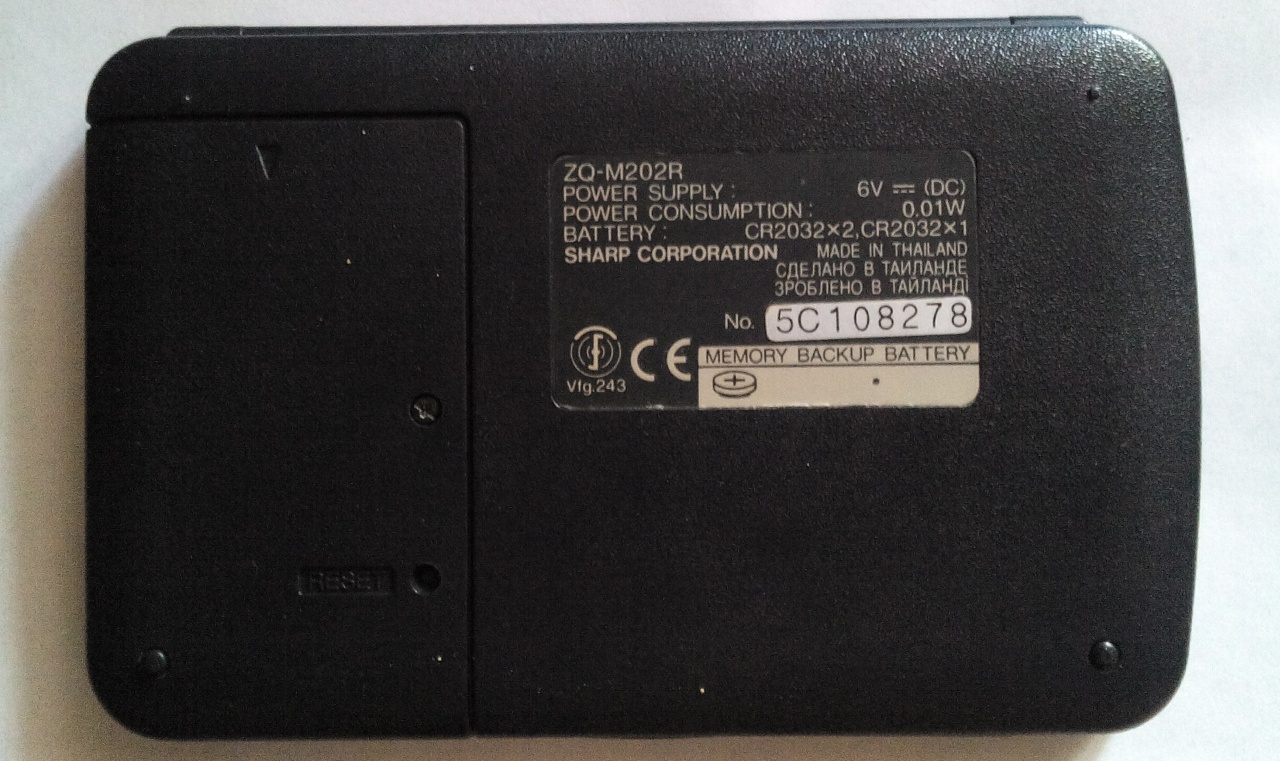 ZQ-M202R
POWER SUPPLY : 6V ⎓ (DC)
POWER CONSUMPTION : 0.01W
BATTERY : CR2032×2,CR2032×1
SHARP CORPORATION MADE IN THAILAND
СДЕЛАНО В ТАИЛАНДЕ
ЗРОБЛЕНО В ТАЙЛАНДІ
No. 5C108278
CE MEMORY BACKUP BATTERY
Vfg.243
RESET